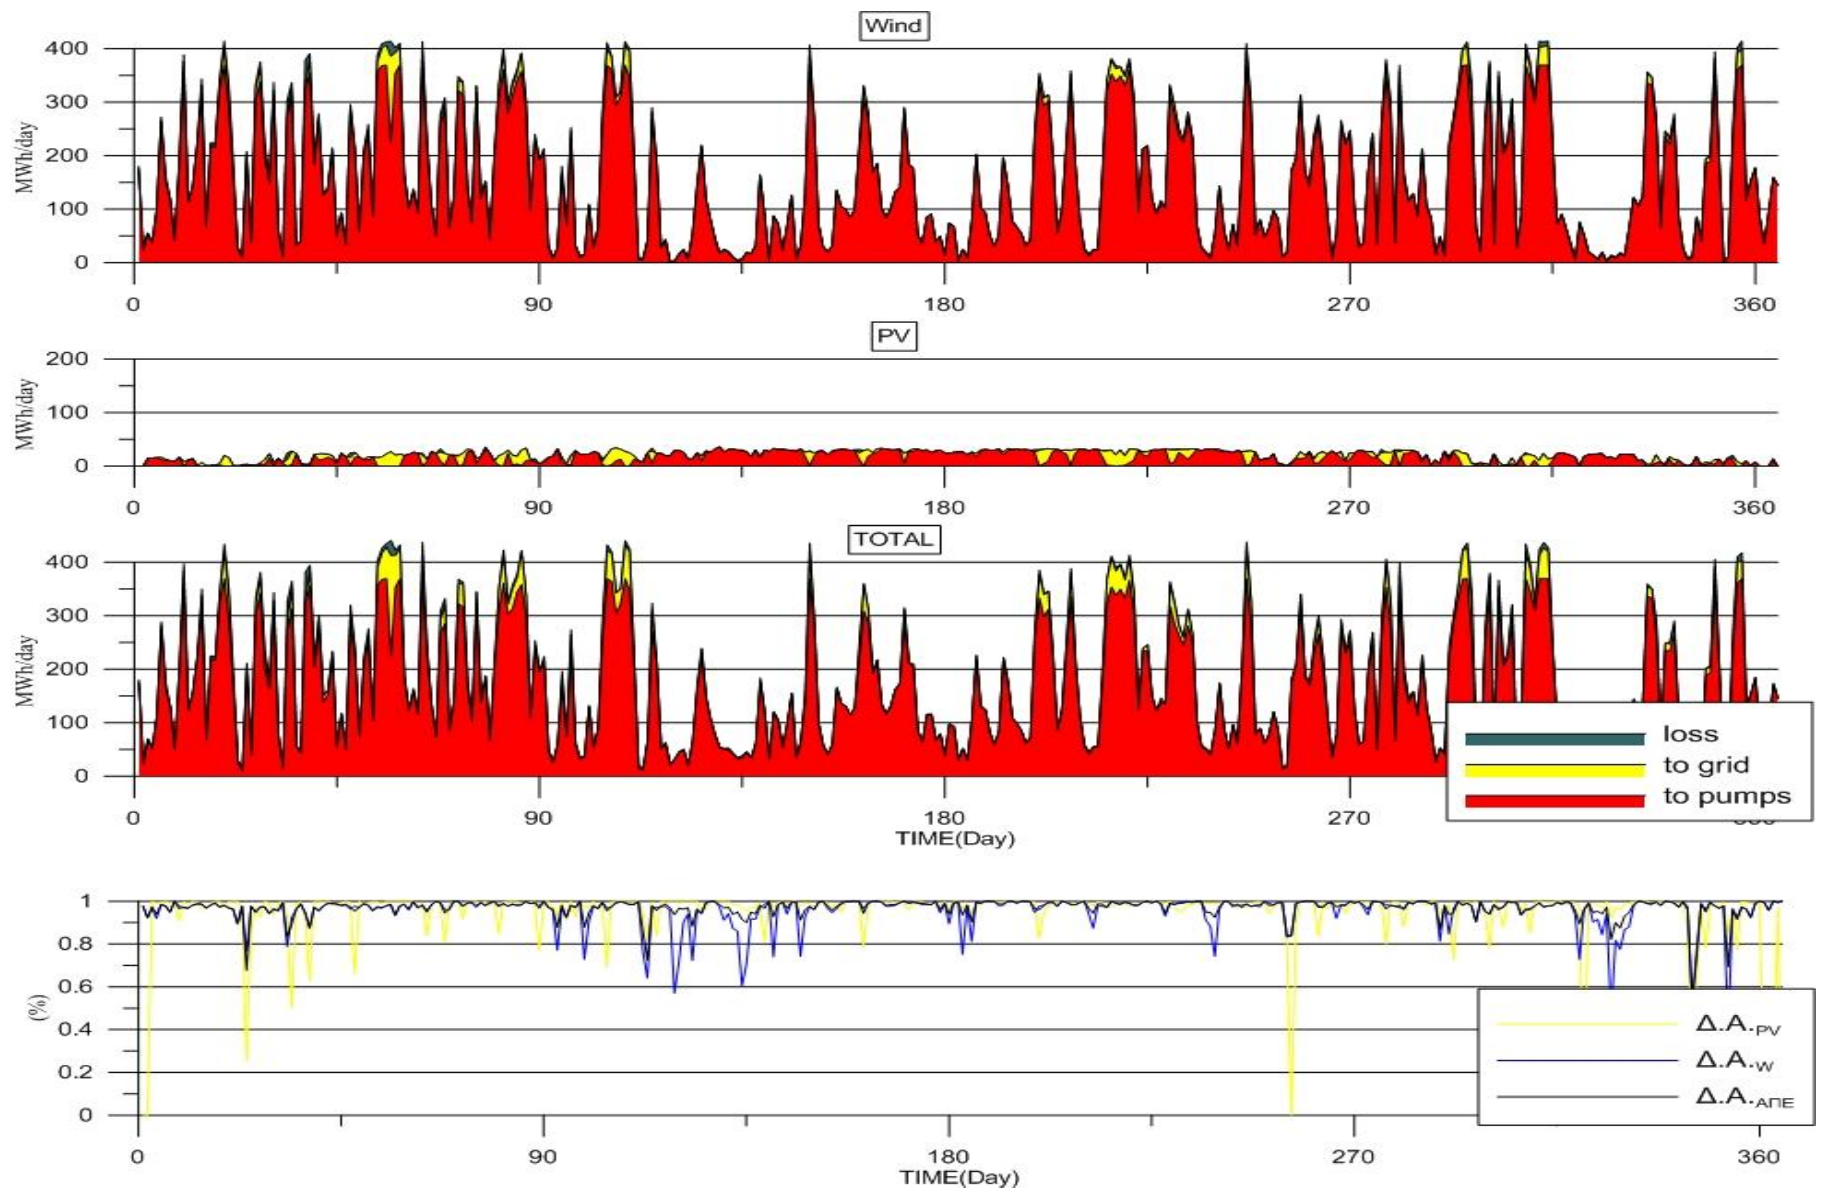 Wind
MWh/day
400
300
200
100
0
0 90 180 270 360
PV
MWh/day
200
100
0
0 90 180 270 360
TOTAL
MWh/day
400
300
200
100
0
0 90 180 270
TIME(Day)
loss
to grid
to pumps
(%)
1
0.8
0.6
0.4
0.2
0
0 90 180 270 360
TIME(Day)
Δ.Α.PV
Δ.Α.W
Δ.Α.ΑΠΕ